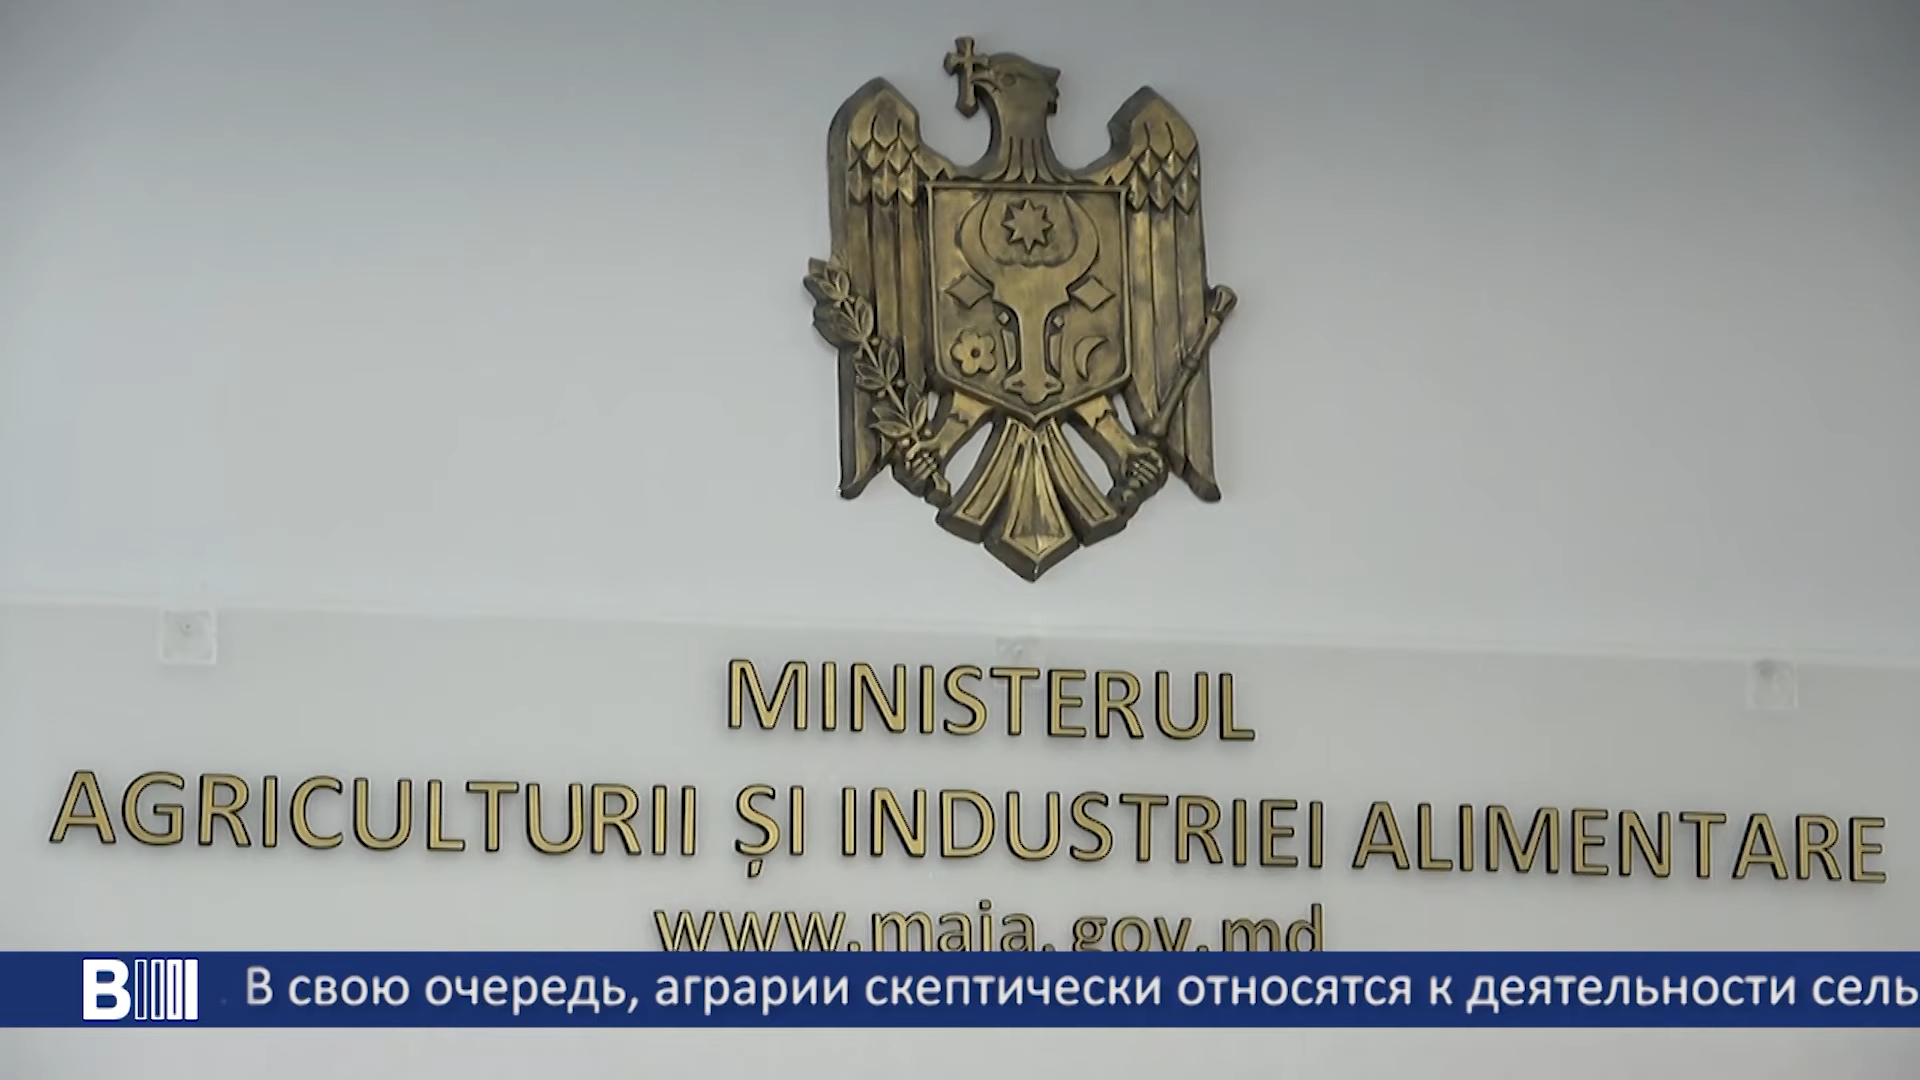 MINISTERUL
AGRICULTURII ȘI INDUSTRIEI ALIMENTARE
www.maia.gov.md
В В свою очередь, аграрии скептически относятся к деятельности сель